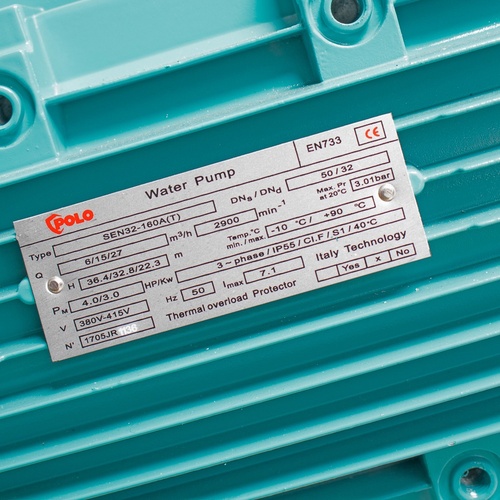 POLO Water Pump EN733 CE
Type SEN32-160A(T) DNs / DNd 50 / 32
Q 6/15/27 m³/h 2900 min⁻¹ Max. Pr at 20°C 3.01bar
H 36.4/32.8/22.3 m Temp.°C min. / max. -10 °C / +90 °C
PM 4.0/3.0 HP/Kw 3~phase / IP55 / Cl.F / S1 / 40°C
V 380V-415V Hz 50 Imax 7.1 Italy Technology
N° 1705JR1136 Thermal overload Protector Yes x No